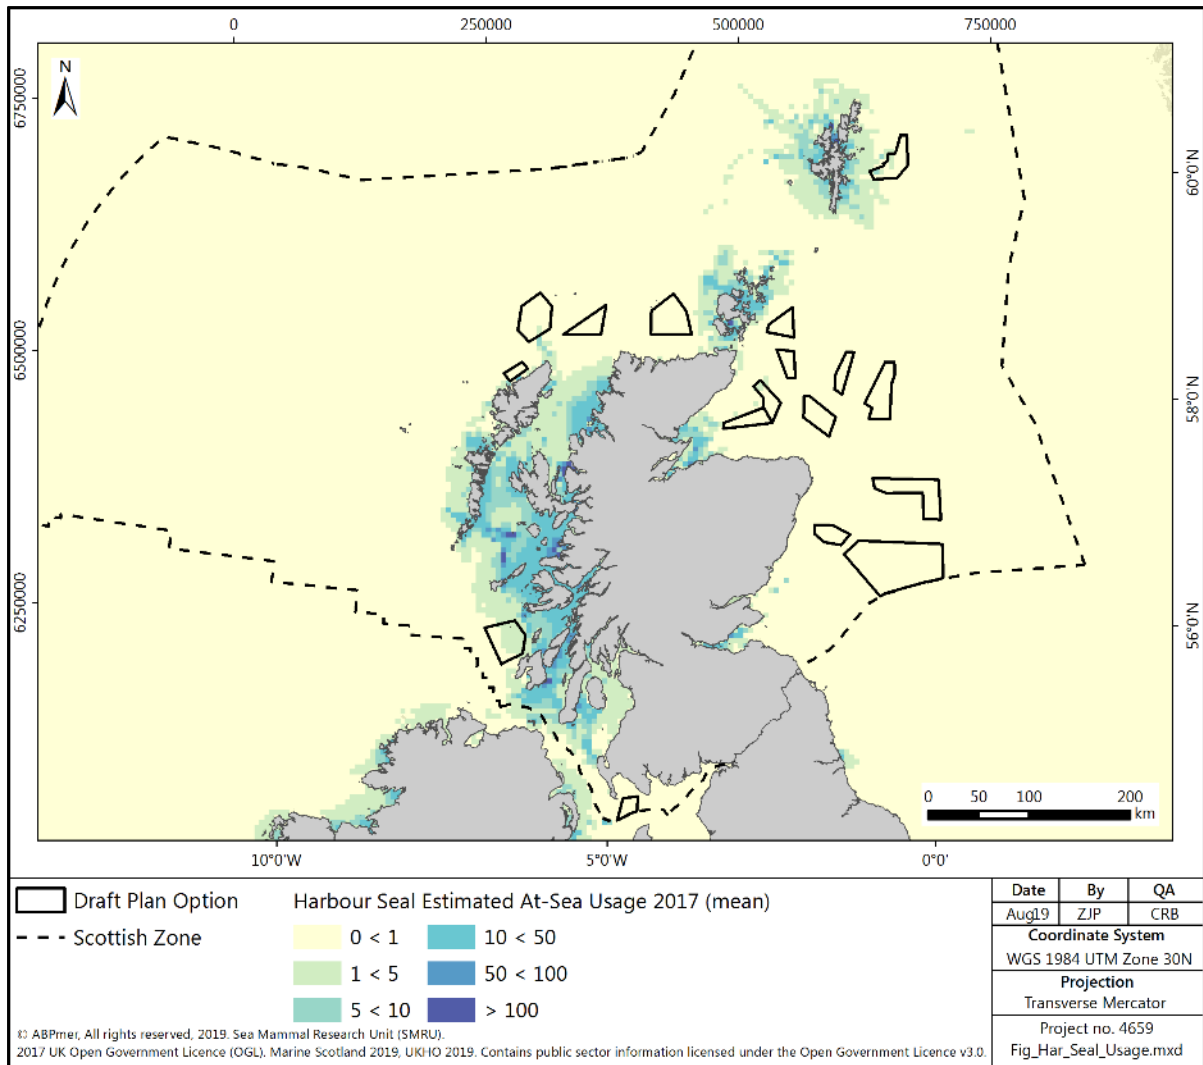 0 250000 500000 750000
N
6750000
6500000
6250000
60°0'N
58°0'N
56°0'N
0 50 100 200
km
10°0'W 5°0'W 0°0'
Draft Plan Option
Scottish Zone
Harbour Seal Estimated At-Sea Usage 2017 (mean)
0 < 1 10 < 50
1 < 5 50 < 100
5 < 10 > 100
Date By QA
Aug19 ZJP CRB
Coordinate System
WGS 1984 UTM Zone 30N
Projection
Transverse Mercator
Project no. 4659
Fig_Har_Seal_Usage.mxd
© ABPmer, All rights reserved, 2019. Sea Mammal Research Unit (SMRU).
2017 UK Open Government Licence (OGL). Marine Scotland 2019, UKHO 2019. Contains public sector information licensed under the Open Government Licence v3.0.